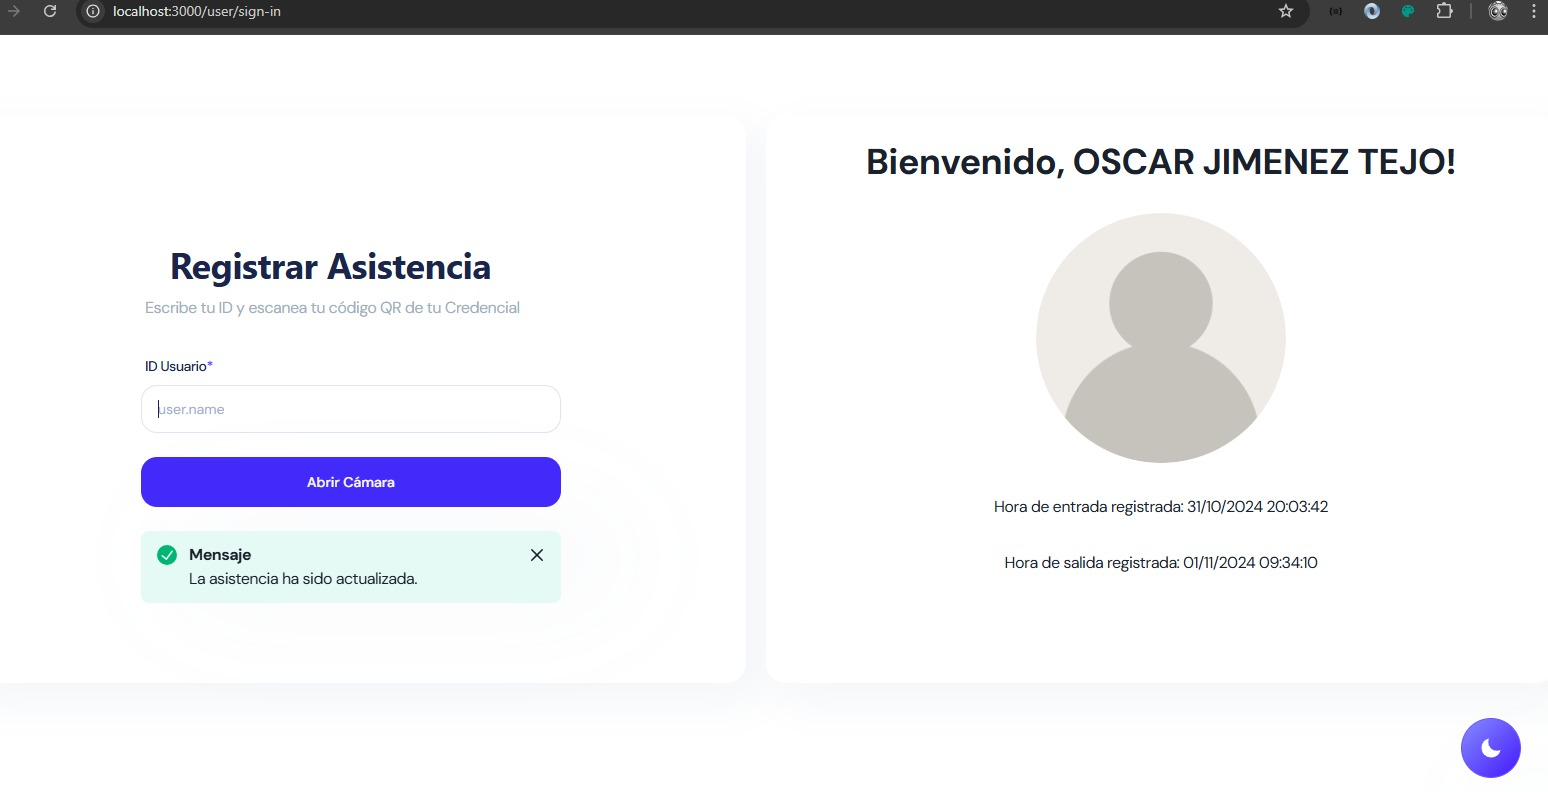 localhost:3000/user/sign-in
Registrar Asistencia
Escribe tu ID y escanea tu código QR de tu Credencial
ID Usuario*
user.name
Abrir Cámara
Mensaje
La asistencia ha sido actualizada.
Bienvenido, OSCAR JIMENEZ TEJO!
Hora de entrada registrada: 31/10/2024 20:03:42
Hora de salida registrada: 01/11/2024 09:34:10